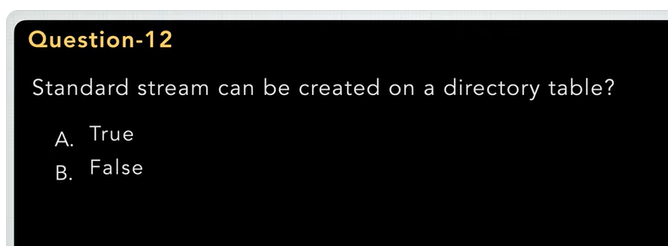 Question-12
Standard stream can be created on a directory table?
A. True
B. False